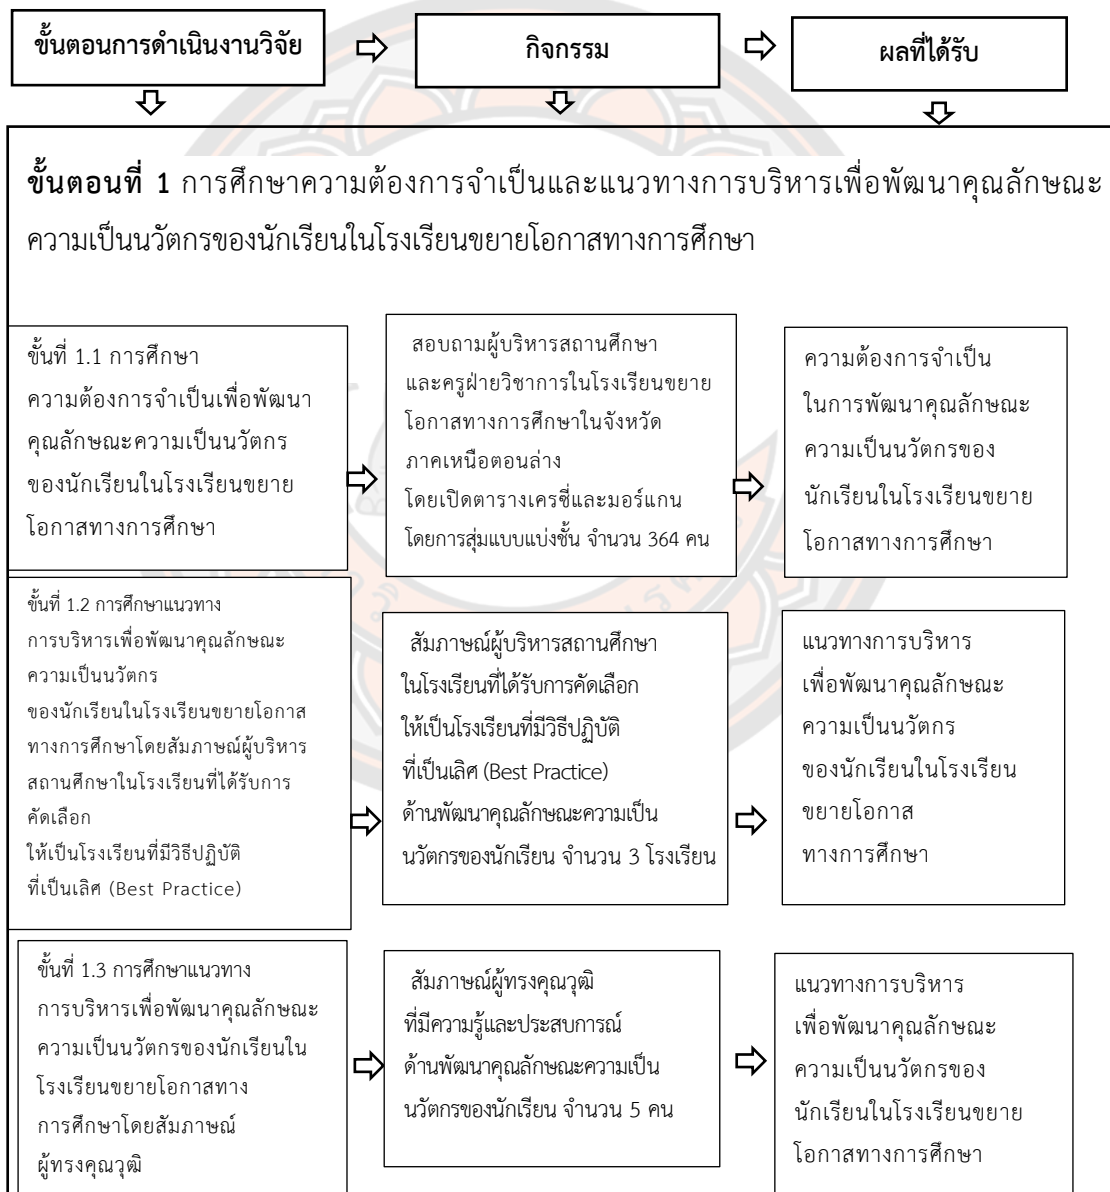 ขั้นตอนการดำเนินงานวิจัย
กิจกรรม
ผลที่ได้รับ
ขั้นตอนที่ 1 การศึกษาความต้องการจำเป็นและแนวทางการบริหารเพื่อพัฒนาคุณลักษณะ
ความเป็นนวัตกรของนักเรียนในโรงเรียนขยายโอกาสทางการศึกษา
ขั้นที่ 1.1 การศึกษา
ความต้องการจำเป็นเพื่อพัฒนา
คุณลักษณะความเป็นนวัตกร
ของนักเรียนในโรงเรียนขยาย
โอกาสทางการศึกษา
สอบถามผู้บริหารสถานศึกษา
และครูฝ่ายวิชาการในโรงเรียนขยาย
โอกาสทางการศึกษาในจังหวัด
ภาคเหนือตอนล่าง
โดยเปิดตารางเครซี่และมอร์แกน
โดยการสุ่มแบบแบ่งชั้น จำนวน 364 คน
ความต้องการจำเป็น
ในการพัฒนาคุณลักษณะ
ความเป็นนวัตกรของ
นักเรียนในโรงเรียนขยาย
โอกาสทางการศึกษา
ขั้นที่ 1.2 การศึกษาแนวทาง
การบริหารเพื่อพัฒนาคุณลักษณะ
ความเป็นนวัตกร
ของนักเรียนในโรงเรียนขยายโอกาส
ทางการศึกษาโดยสัมภาษณ์ผู้บริหาร
สถานศึกษาในโรงเรียนที่ได้รับการ
คัดเลือก
ให้เป็นโรงเรียนที่มีวิธีปฏิบัติ
ที่เป็นเลิศ (Best Practice)
สัมภาษณ์ผู้บริหารสถานศึกษา
ในโรงเรียนที่ได้รับการคัดเลือก
ให้เป็นโรงเรียนที่มีวิธีปฏิบัติ
ที่เป็นเลิศ (Best Practice)
ด้านพัฒนาคุณลักษณะความเป็น
นวัตกรของนักเรียน จำนวน 3 โรงเรียน
แนวทางการบริหาร
เพื่อพัฒนาคุณลักษณะ
ความเป็นนวัตกร
ของนักเรียนในโรงเรียน
ขยายโอกาส
ทางการศึกษา
ขั้นที่ 1.3 การศึกษาแนวทาง
การบริหารเพื่อพัฒนาคุณลักษณะ
ความเป็นนวัตกรของนักเรียนใน
โรงเรียนขยายโอกาสทาง
การศึกษาโดยสัมภาษณ์
ผู้ทรงคุณวุฒิ
สัมภาษณ์ผู้ทรงคุณวุฒิ
ที่มีความรู้และประสบการณ์
ด้านพัฒนาคุณลักษณะความเป็น
นวัตกรของนักเรียน จำนวน 5 คน
แนวทางการบริหาร
เพื่อพัฒนาคุณลักษณะ
ความเป็นนวัตกรของ
นักเรียนในโรงเรียนขยาย
โอกาสทางการศึกษา